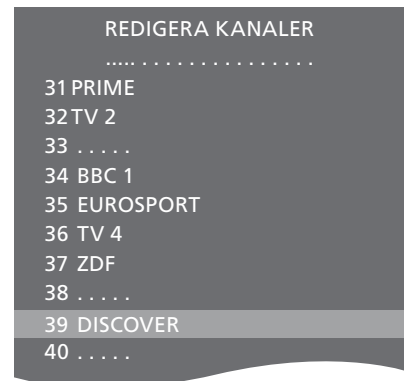 REDIGERA KANALER
..... . . . . . . . . . . . . . . .
31 PRIME
32 TV 2
33 . . . . .
34 BBC 1
35 EUROSPORT
36 TV 4
37 ZDF
38 . . . . .
39 DISCOVER
40 . . . . .